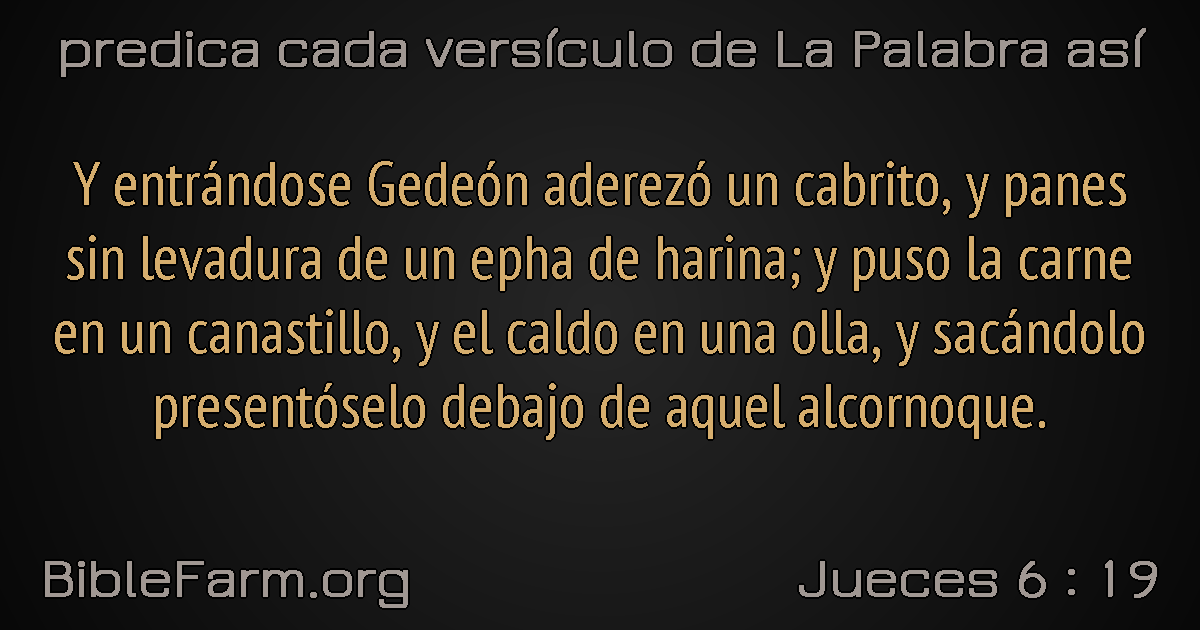 predica cada versículo de La Palabra así
Y entrándose Gedeón aderezó un cabrito, y panes
sin levadura de un epha de harina; y puso la carne
en un canastillo, y el caldo en una olla, y sacándolo
presentóselo debajo de aquel alcornoque.
BibleFarm.org
Jueces 6 : 19